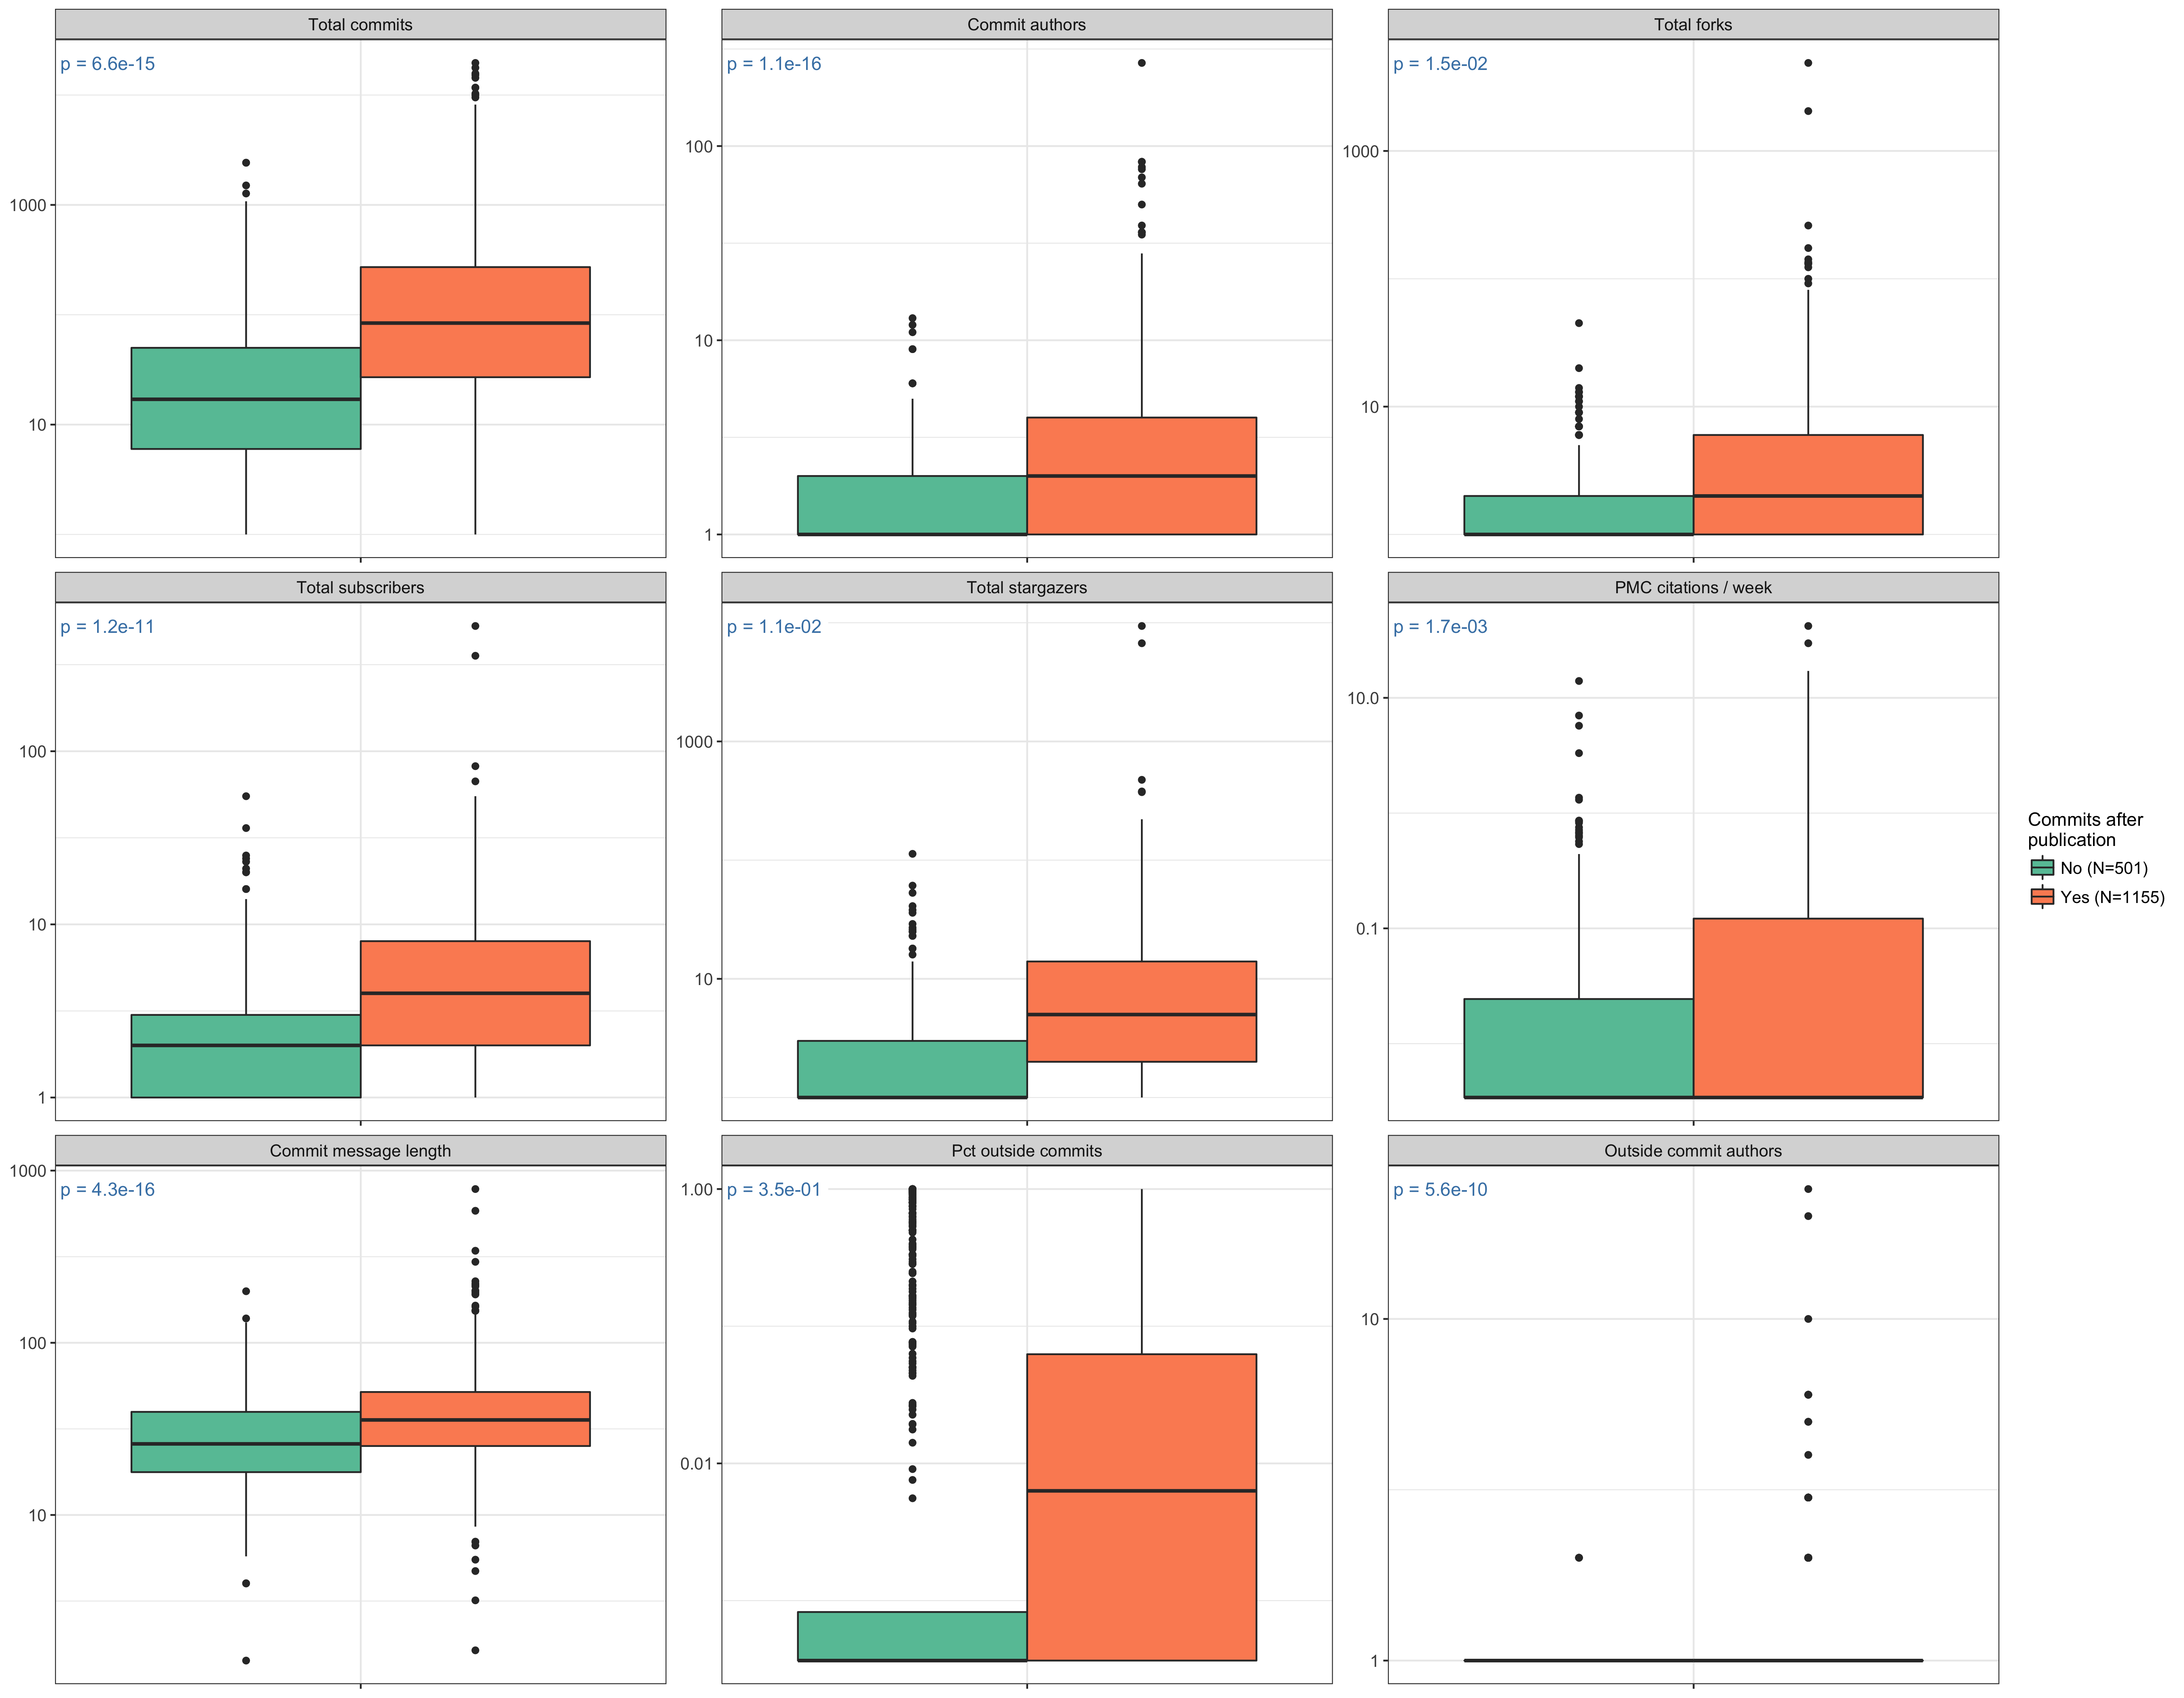 Total commits
p = 6.6e-15
1000
10
Commit authors
p = 1.1e-16
100
10
1
Total forks
p = 1.5e-02
1000
10
Total subscribers
p = 1.2e-11
100
10
1
Total stargazers
p = 1.1e-02
1000
10
PMC citations / week
p = 1.7e-03
10.0
0.1
Commit message length
p = 4.3e-16
1000
100
10
Pct outside commits
p = 3.5e-01
1.00
0.01
Outside commit authors
p = 5.6e-10
10
1
Commits after
publication
No (N=501)
Yes (N=1155)